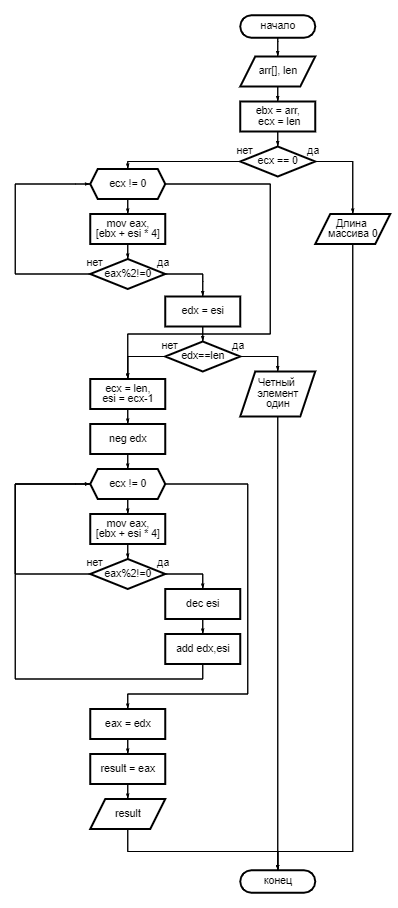 начало
arr[], len
ebx = arr,
ecx = len
нет
да
ecx == 0
ecx != 0
mov eax,
[ebx + esi * 4]
Длина
массива 0
нет
да
eax%2!=0
edx = esi
нет
да
edx==len
ecx = len,
esi = ecx-1
Четный
элемент
один
neg edx
ecx != 0
mov eax,
[ebx + esi * 4]
нет
да
eax%2!=0
dec esi
add edx,esi
eax = edx
result = eax
result
конец